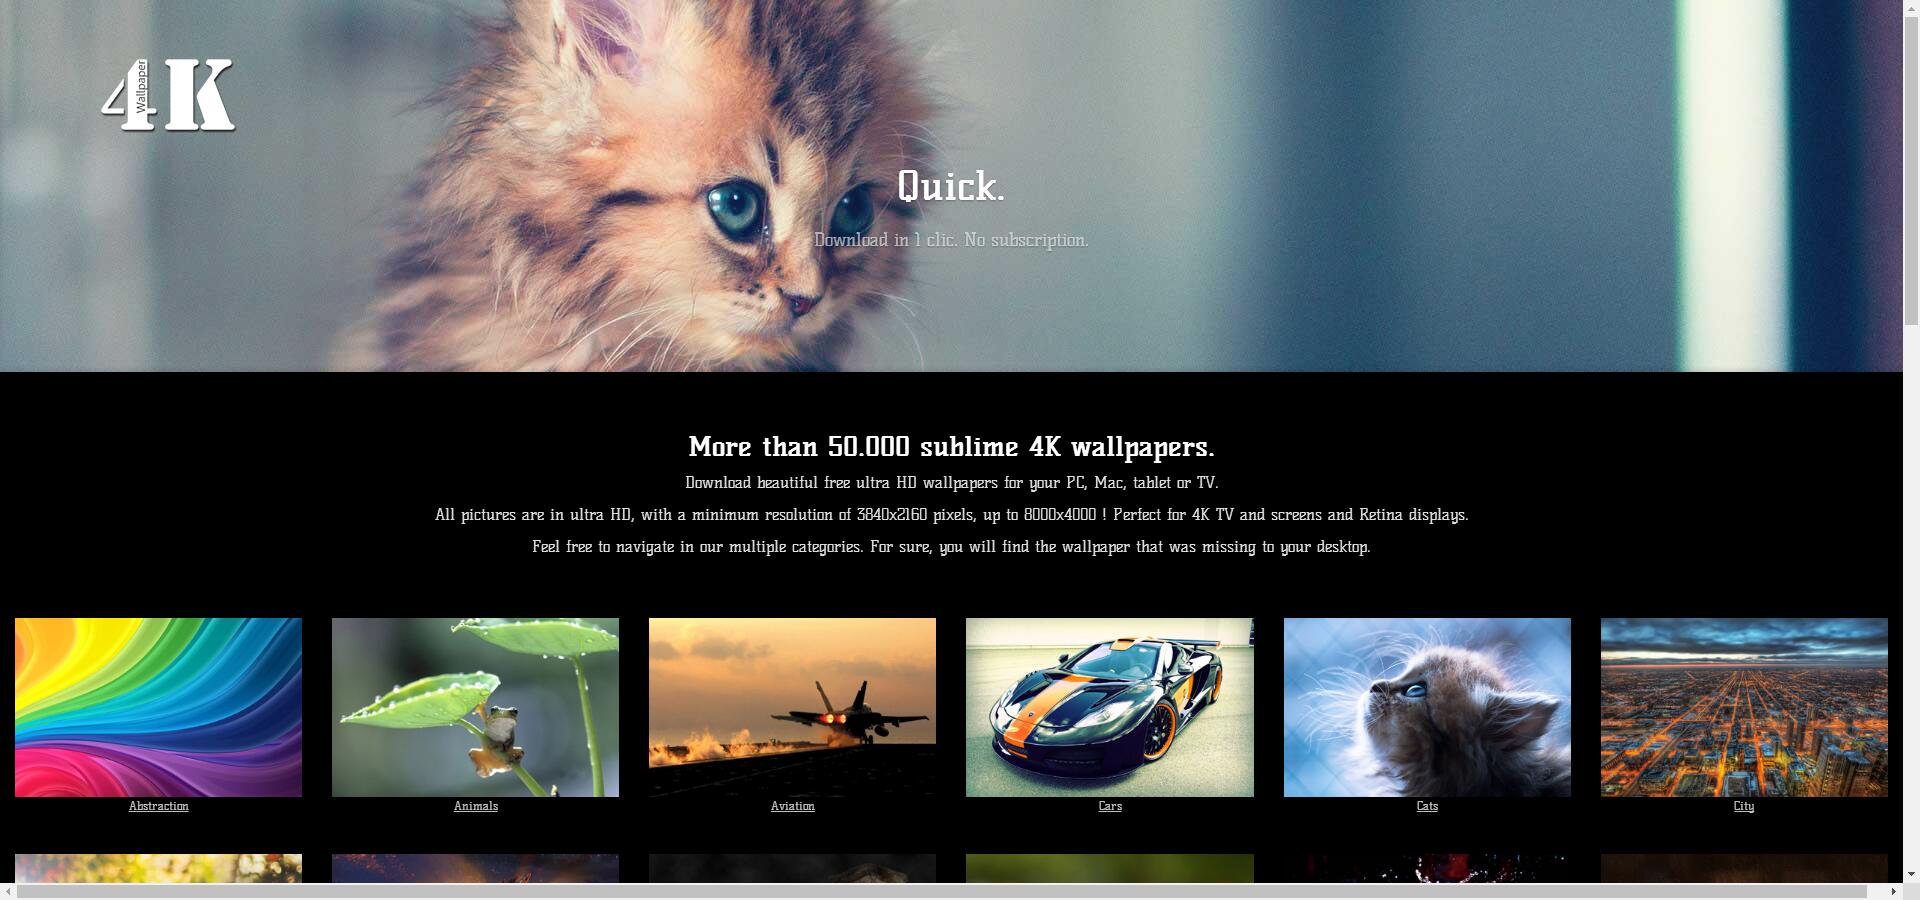 4K
Wallpaper
Quick.
Download in 1 clic. No subscription.
More than 50.000 sublime 4K wallpapers.
Download beautiful free ultra HD wallpapers for your PC, Mac, tablet or TV.
All pictures are in ultra HD, with a minimum resolution of 3840x2160 pixels, up to 8000x4000 ! Perfect for 4K TV and screens and Retina displays.
Feel free to navigate in our multiple categories. For sure, you will find the wallpaper that was missing to your desktop.
Abstraction
Animals
Aviation
Cars
Cats
City